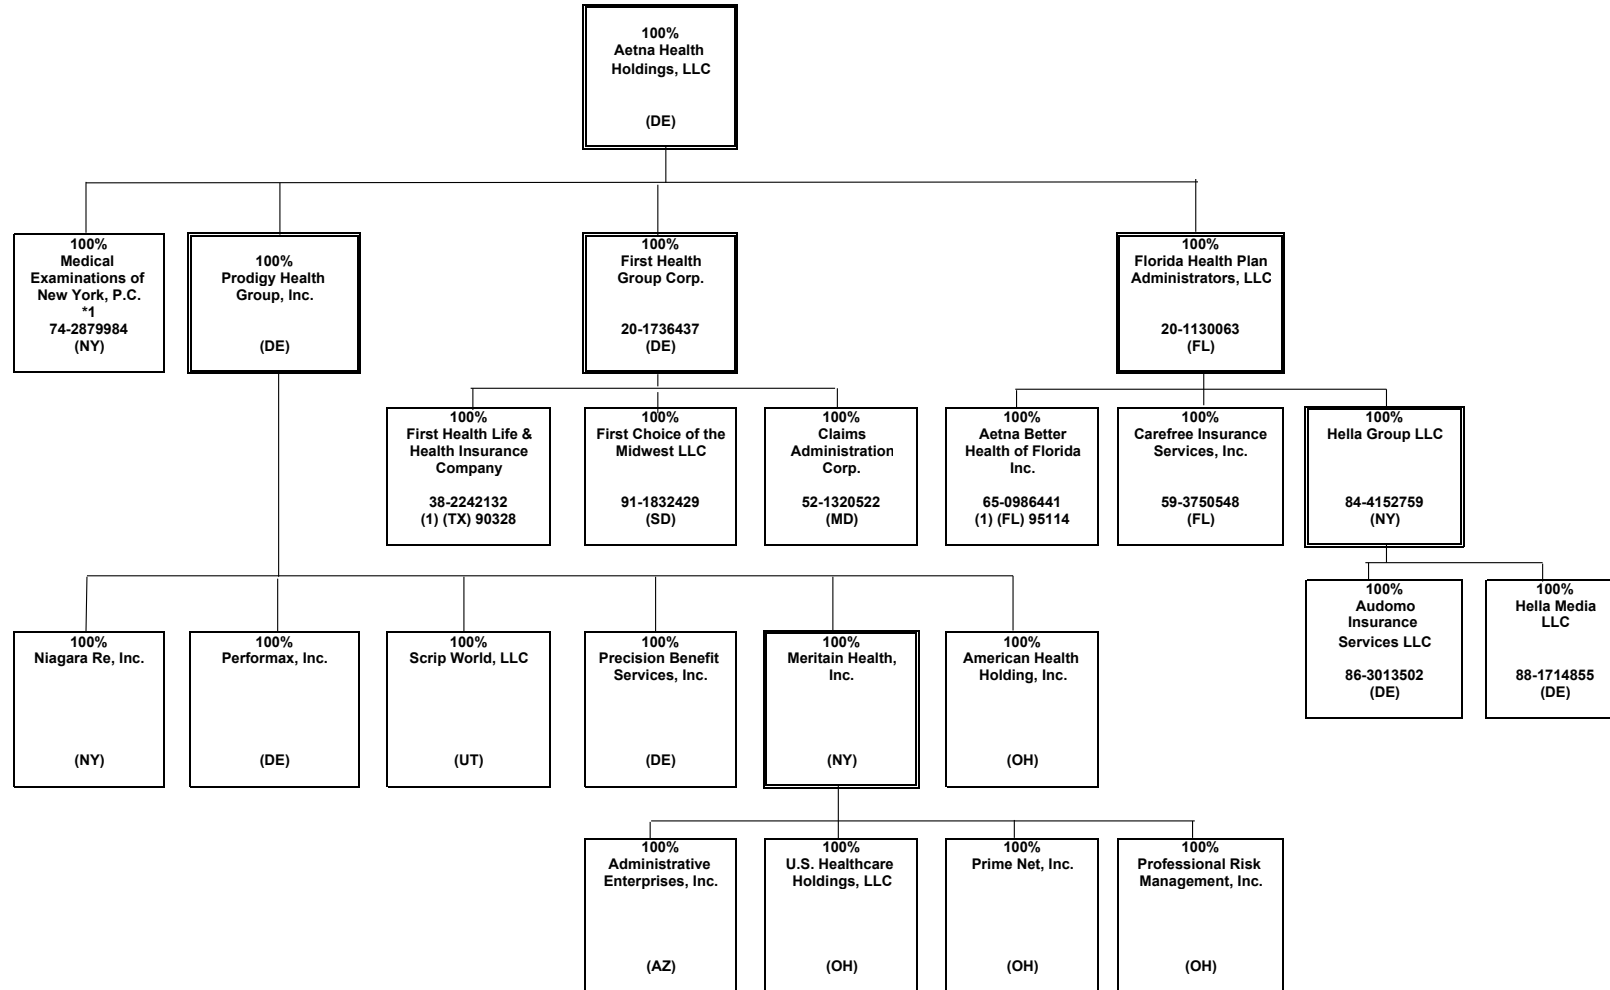 100%
Aetna Health
Holdings, LLC
(DE)
100%
Medical
Examinations of
New York, P.C.
*1
74-2879984
(NY)
100%
Prodigy Health
Group, Inc.
(DE)
100%
First Health
Group Corp.
20-1736437
(DE)
100%
Florida Health Plan
Administrators, LLC
20-1130063
(FL)
100%
First Health Life &
Health Insurance
Company
38-2242132
(1) (TX) 90328
100%
First Choice of the
Midwest LLC
91-1832429
(SD)
100%
Claims
Administration
Corp.
52-1320522
(MD)
100%
Aetna Better
Health of Florida
Inc.
65-0986441
(1) (FL) 95114
100%
Carefree Insurance
Services, Inc.
59-3750548
(FL)
100%
Hella Group LLC
84-4152759
(NY)
100%
Audomo
Insurance
Services LLC
86-3013502
(DE)
100%
Hella Media
LLC
88-1714855
(DE)
100%
Niagara Re, Inc.
(NY)
100%
Performax, Inc.
(DE)
100%
Scrip World, LLC
(UT)
100%
Precision Benefit
Services, Inc.
(DE)
100%
Meritain Health,
Inc.
(NY)
100%
American Health
Holding, Inc.
(OH)
100%
Administrative
Enterprises, Inc.
(AZ)
100%
U.S. Healthcare
Holdings, LLC
(OH)
100%
Prime Net, Inc.
(OH)
100%
Professional Risk
Management, Inc.
(OH)